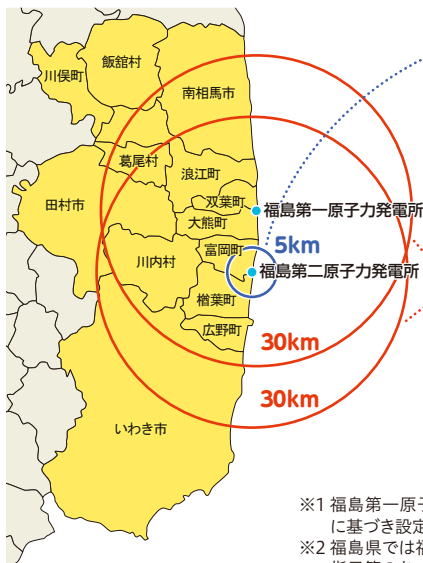 飯舘村
川俣町
南相馬市
葛尾村
浪江町
田村市
双葉町
福島第一原子力発電所
大熊町
富岡町
5km
川内村
福島第二原子力発電所
楢葉町
広野町
30km
30km
いわき市
※1 福島第一原子
に基づき設定
※2 福島県では福